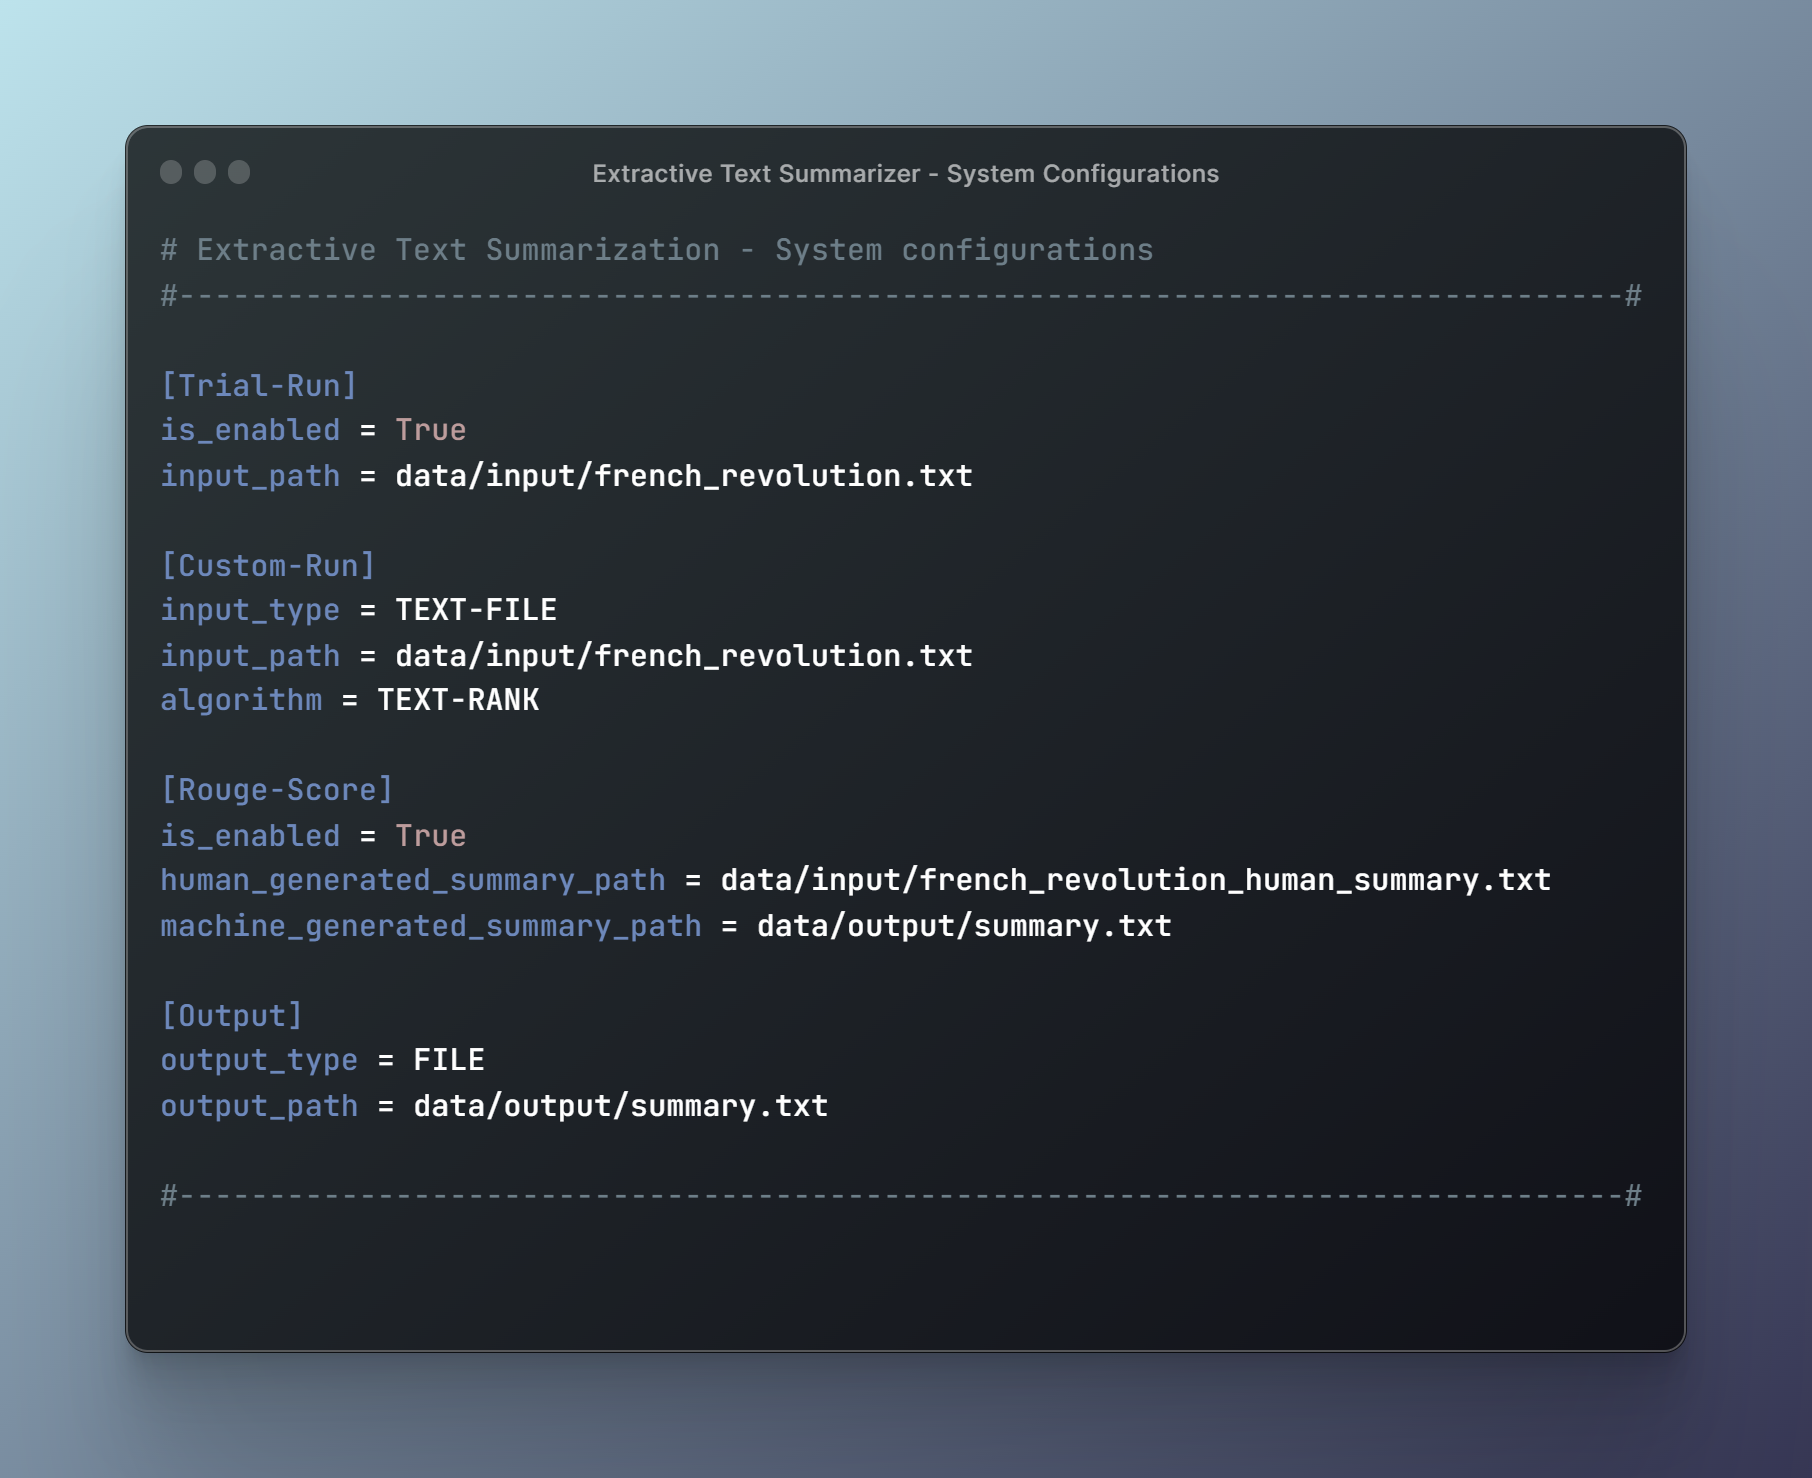 Extractive Text Summarizer - System Configurations
# Extractive Text Summarization - System configurations
#--------------------------------------------------------------------------------#
[Trial-Run]
is_enabled = True
input_path = data/input/french_revolution.txt
[Custom-Run]
input_type = TEXT-FILE
input_path = data/input/french_revolution.txt
algorithm = TEXT-RANK
[Rouge-Score]
is_enabled = True
human_generated_summary_path = data/input/french_revolution_human_summary.txt
machine_generated_summary_path = data/output/summary.txt
[Output]
output_type = FILE
output_path = data/output/summary.txt
#--------------------------------------------------------------------------------#